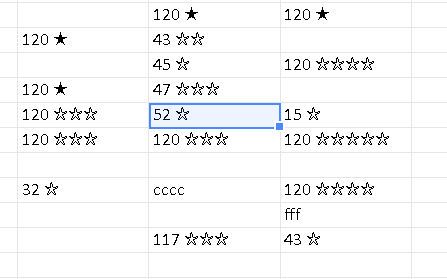 120 ★ 120 ★
120 ★ 43 ☆☆
45 ☆ 120 ☆☆☆☆
120 ★ 47 ☆☆☆
120 ☆☆☆ 52 ☆ 15 ☆
120 ☆☆☆ 120 ☆☆☆ 120 ☆☆☆☆☆
32 ☆ cccc 120 ☆☆☆☆
fff
117 ☆☆☆ 43 ☆